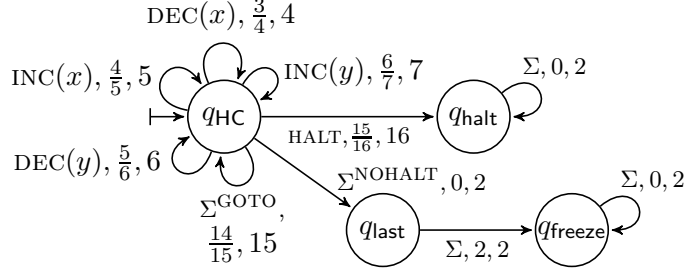 DEC(x), 3/4, 4
INC(x), 4/5, 5
INC(y), 6/7, 7
Σ, 0, 2
q_HC
HALT, 15/16, 16
q_halt
DEC(y), 5/6, 6
Σ^GOTO,
14/15, 15
Σ^NOHALT, 0, 2
q_last
Σ, 2, 2
q_freeze
Σ, 0, 2